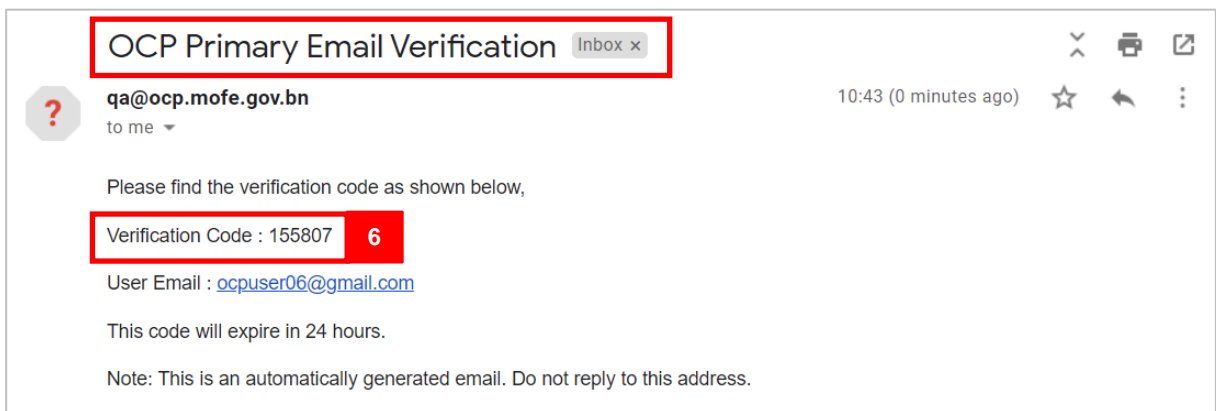 OCP Primary Email Verification Inbox x
qa@ocp.mofe.gov.bn 10:43 (0 minutes ago)
? to me
Please find the verification code as shown below,
Verification Code : 155807 6
User Email : ocpuser06@gmail.com
This code will expire in 24 hours.
Note: This is an automatically generated email. Do not reply to this address.